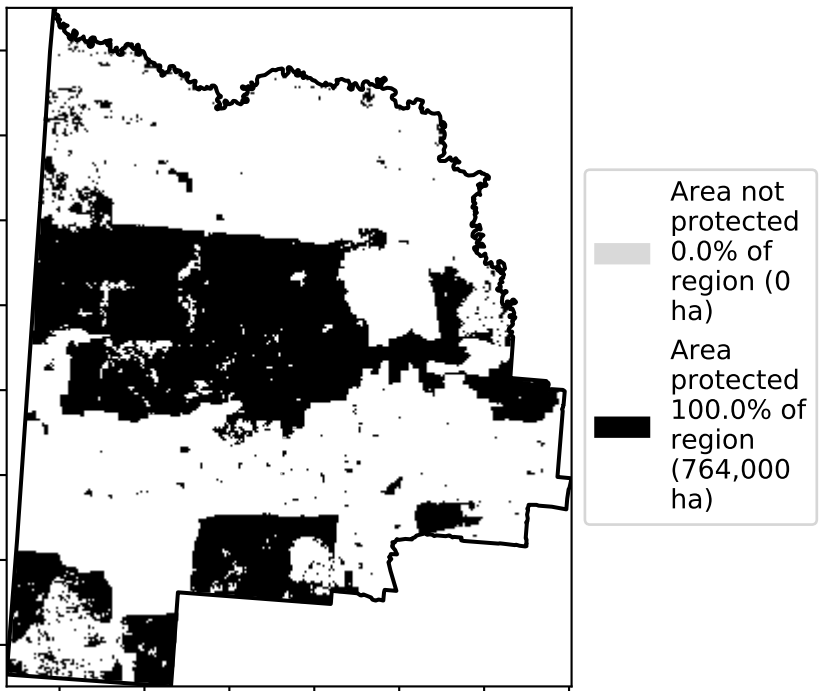 Area not
protected
0.0% of
region (0
ha)
Area
protected
100.0% of
region
(764,000
ha)